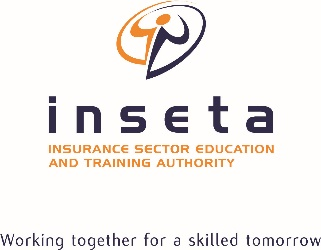 inseta
INSURANCE SECTOR EDUCATION
AND TRAINING AUTHORITY
Working together for a skilled tomorrow